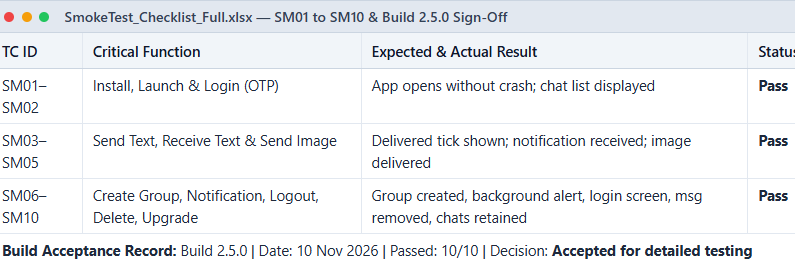 SmokeTest_Checklist_Full.xlsx — SM01 to SM10 & Build 2.5.0 Sign-Off
TC ID Critical Function Expected & Actual Result Status
SM01– Install, Launch & Login (OTP) App opens without crash; chat list displayed Pass
SM02
SM03– Send Text, Receive Text & Send Image Delivered tick shown; notification received; image Pass
SM05 delivered
SM06– Create Group, Notification, Logout, Group created, background alert, login screen, msg Pass
SM10 Delete, Upgrade removed, chats retained
Build Acceptance Record: Build 2.5.0 | Date: 10 Nov 2026 | Passed: 10/10 | Decision: Accepted for detailed testing